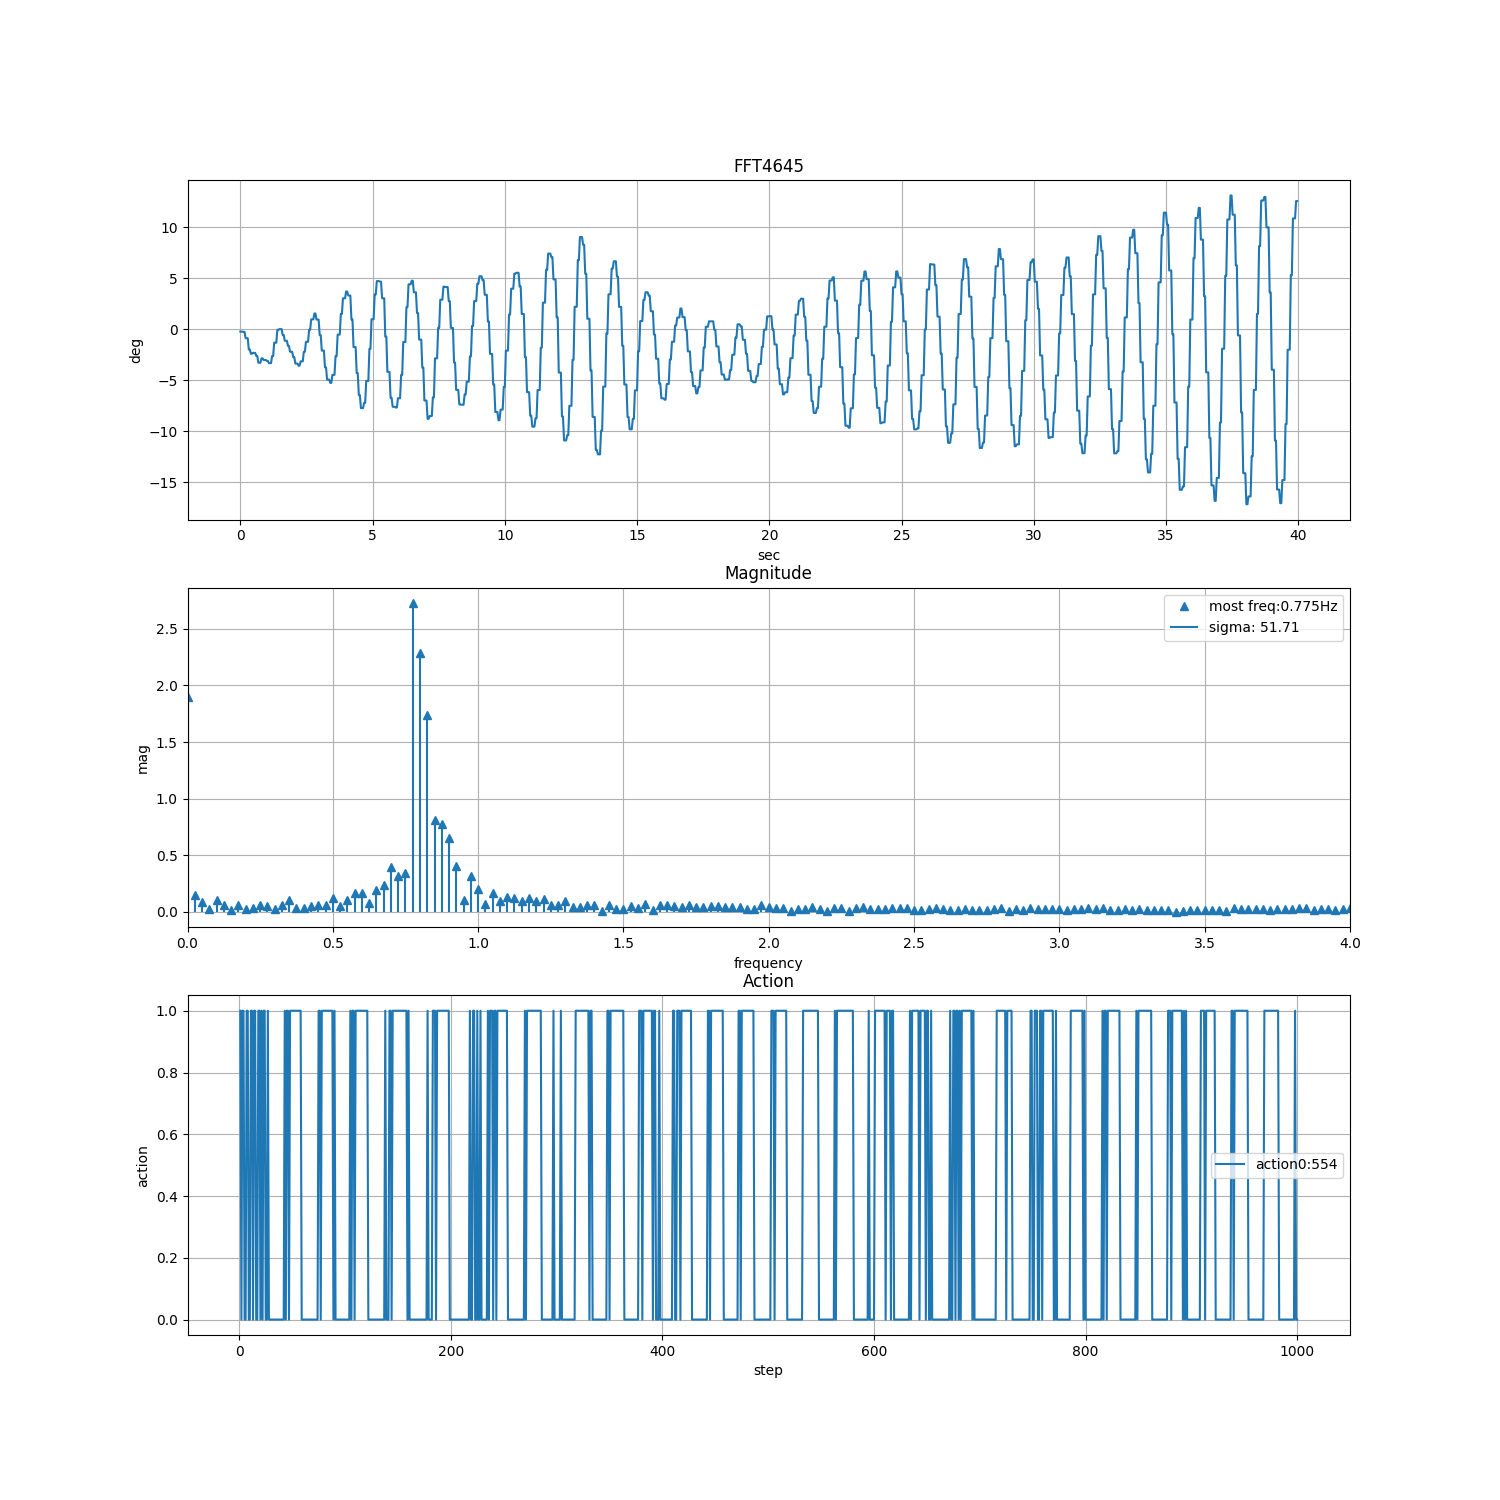 FFT4645
10
5
0
−5
−10
−15
deg
0 5 10 15 20 25 30 35 40
sec
Magnitude
most freq:0.775Hz
sigma: 51.71
2.5
2.0
1.5
1.0
0.5
0.0
mag
0.0 0.5 1.0 1.5 2.0 2.5 3.0 3.5 4.0
frequency
Action
1.0
0.8
0.6
0.4
0.2
0.0
action
action0:554
0 200 400 600 800 1000
step